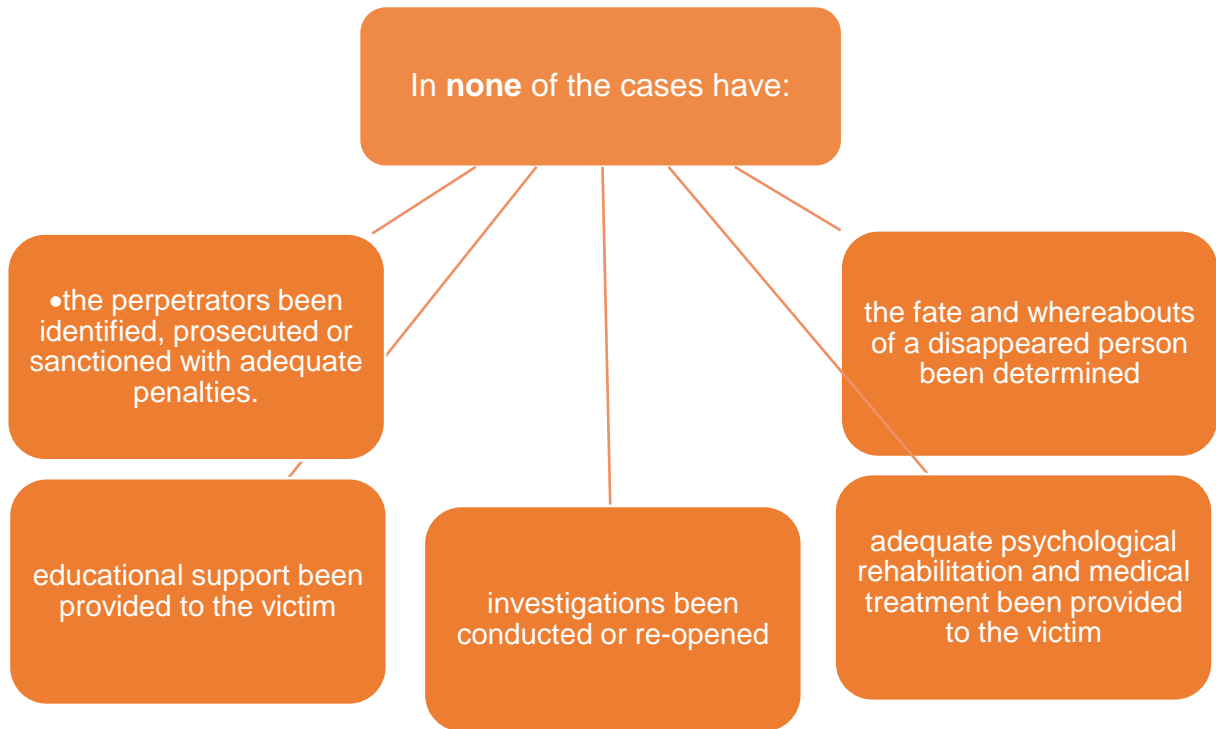 In none of the cases have:
•the perpetrators been
identified, prosecuted or
sanctioned with adequate
penalties.
the fate and whereabouts
of a disappeared person
been determined
educational support been
provided to the victim
investigations been
conducted or re-opened
adequate psychological
rehabilitation and medical
treatment been provided
to the victim